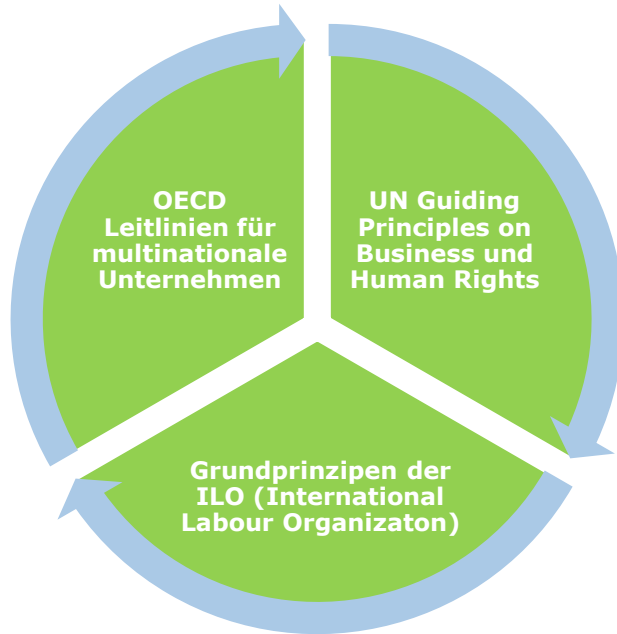 OECD
Leitlinien für
multinationale
Unternehmen
UN Guiding
Principles on
Business und
Human Rights
Grundprinzipen der
ILO (International
Labour Organizaton)